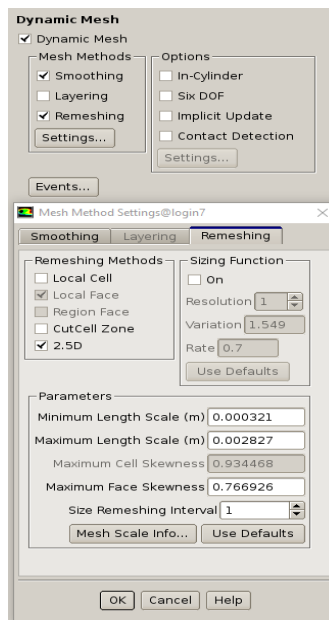 Dynamic Mesh
Dynamic Mesh
Mesh Methods
Options
Smoothing
In-Cylinder
Layering
Six DOF
Remeshing
Implicit Update
Settings...
Contact Detection
Settings...
Events...
Mesh Method Settings@login7
Smoothing Layering Remeshing
Remeshing Methods
Sizing Function
Local Cell
On
Local Face
Resolution 1
Region Face
Variation 1.549
CutCell Zone
Rate 0.7
2.5D
Use Defaults
Parameters
Minimum Length Scale (m) 0.000321
Maximum Length Scale (m) 0.002827
Maximum Cell Skewness 0.934468
Maximum Face Skewness 0.766926
Size Remeshing Interval 1
Mesh Scale Info... Use Defaults
OK Cancel Help